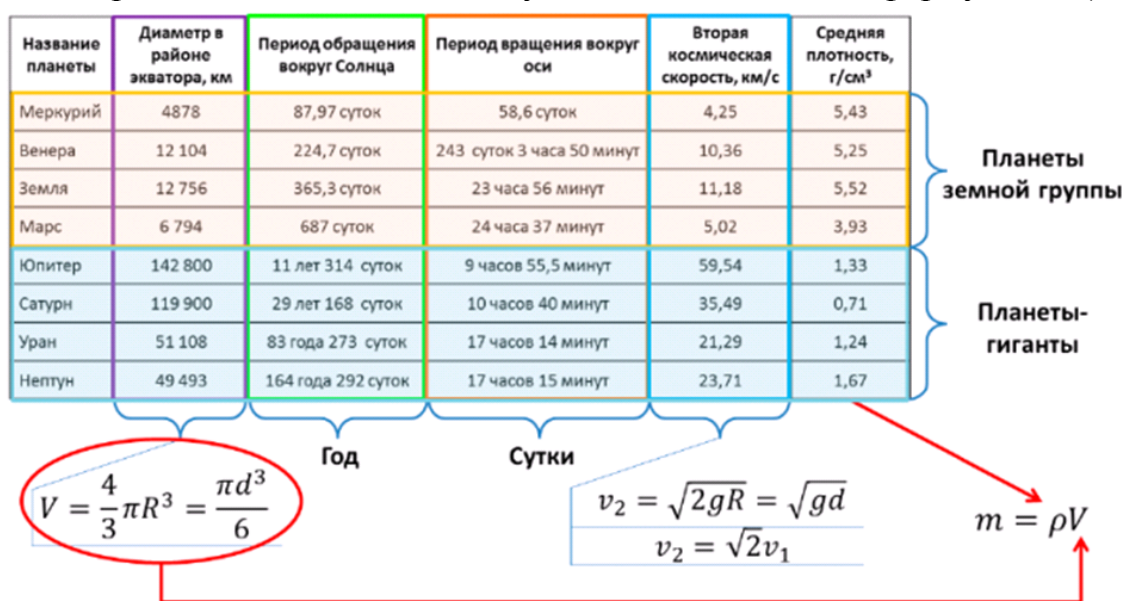 Название планеты | Диаметр в районе экватора, км | Период обращения вокруг Солнца | Период вращения вокруг оси | Вторая космическая скорость, км/с | Средняя плотность, г/см³
Меркурий | 4878 | 87,97 суток | 58,6 суток | 4,25 | 5,43
Венера | 12 104 | 224,7 суток | 243 суток 3 часа 50 минут | 10,36 | 5,25
Земля | 12 756 | 365,3 суток | 23 часа 56 минут | 11,18 | 5,52
Марс | 6 794 | 687 суток | 24 часа 37 минут | 5,02 | 3,93
Планеты
земной группы
Юпитер | 142 800 | 11 лет 314 суток | 9 часов 55,5 минут | 59,54 | 1,33
Сатурн | 119 900 | 29 лет 168 суток | 10 часов 40 минут | 35,49 | 0,71
Уран | 51 108 | 83 года 273 суток | 17 часов 14 минут | 21,29 | 1,24
Нептун | 49 493 | 164 года 292 суток | 17 часов 15 минут | 23,71 | 1,67
Планеты-
гиганты
Год
Сутки
V = 4/3 πR³ = πd³/6
v₂ = √2gR = √gd
v₂ = √2v₁
m = ρV